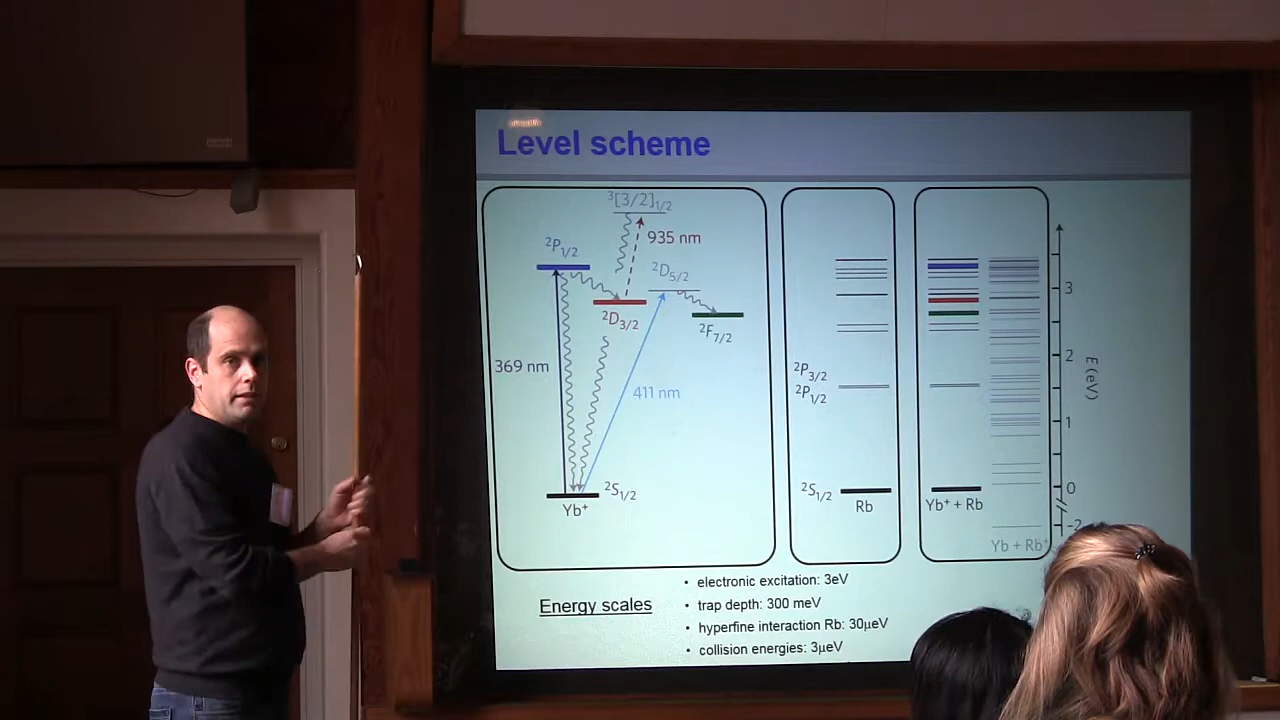 Level scheme
³[3/2]₁/₂
935 nm
²P₁/₂
²D₅/₂
²D₃/₂
²F₇/₂
369 nm
411 nm
²S₁/₂
Yb⁺
²P₃/₂
²P₁/₂
²S₁/₂
Rb
Yb⁺ + Rb
Yb + Rb⁺
3
2
1
0
-2
E (eV)
Energy scales
• electronic excitation: 3eV
• trap depth: 300 meV
• hyperfine interaction Rb: 30µeV
• collision energies: 3µeV